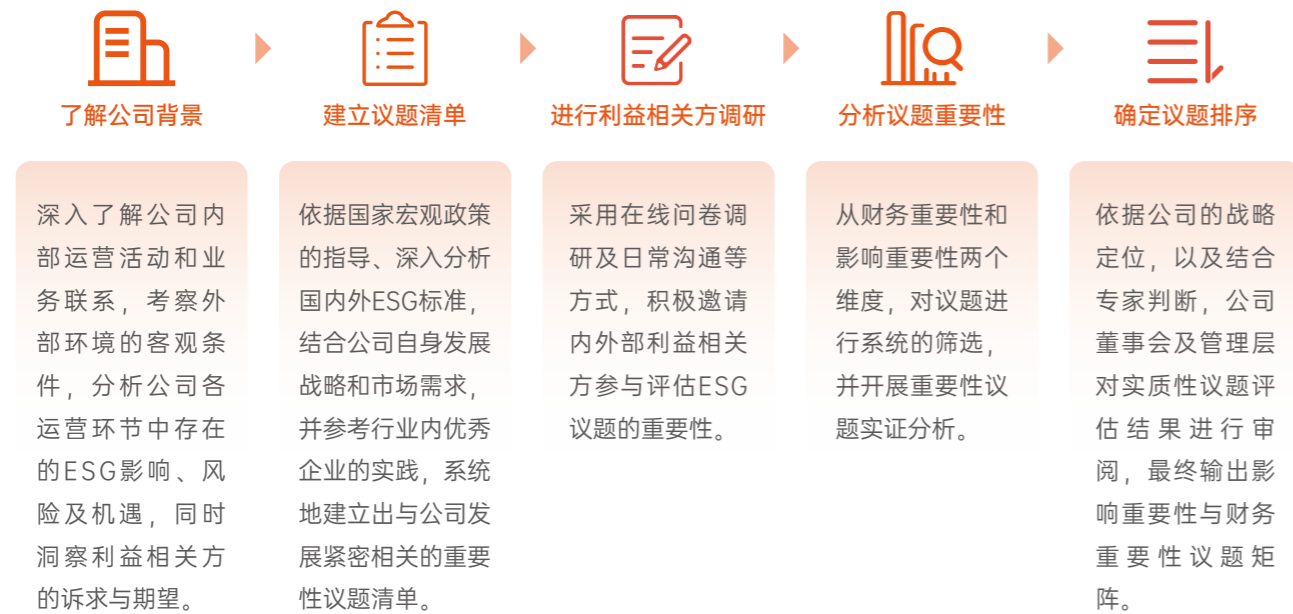 了解公司背景
建立议题清单
进行利益相关方调研
分析议题重要性
确定议题排序
深入了解公司内
部运营活动和业
务联系，考察外
部环境的客观条
件，分析公司各
运营环节中存在
的ESG影响、风
险及机遇，同时
洞察利益相关方
的诉求与期望。
依据国家宏观政策
的指导、深入分析
国内外ESG标准，
结合公司自身发展
战略和市场需求，
并参考行业内优秀
企业的实践，系统
地建立出与公司发
展紧密相关的重要
性议题清单。
采用在线问卷调
研及日常沟通等
方式，积极邀请
内外部利益相关
方参与评估ESG
议题的重要性。
从财务重要性和
影响重要性两个
维度，对议题进
行系统的筛选，
并开展重要性议
题实证分析。
依据公司的战略
定位，以及结合
专家判断，公司
董事会及管理层
对实质性议题评
估结果进行审
阅，最终输出影
响重要性与财务
重要性议题矩
阵。